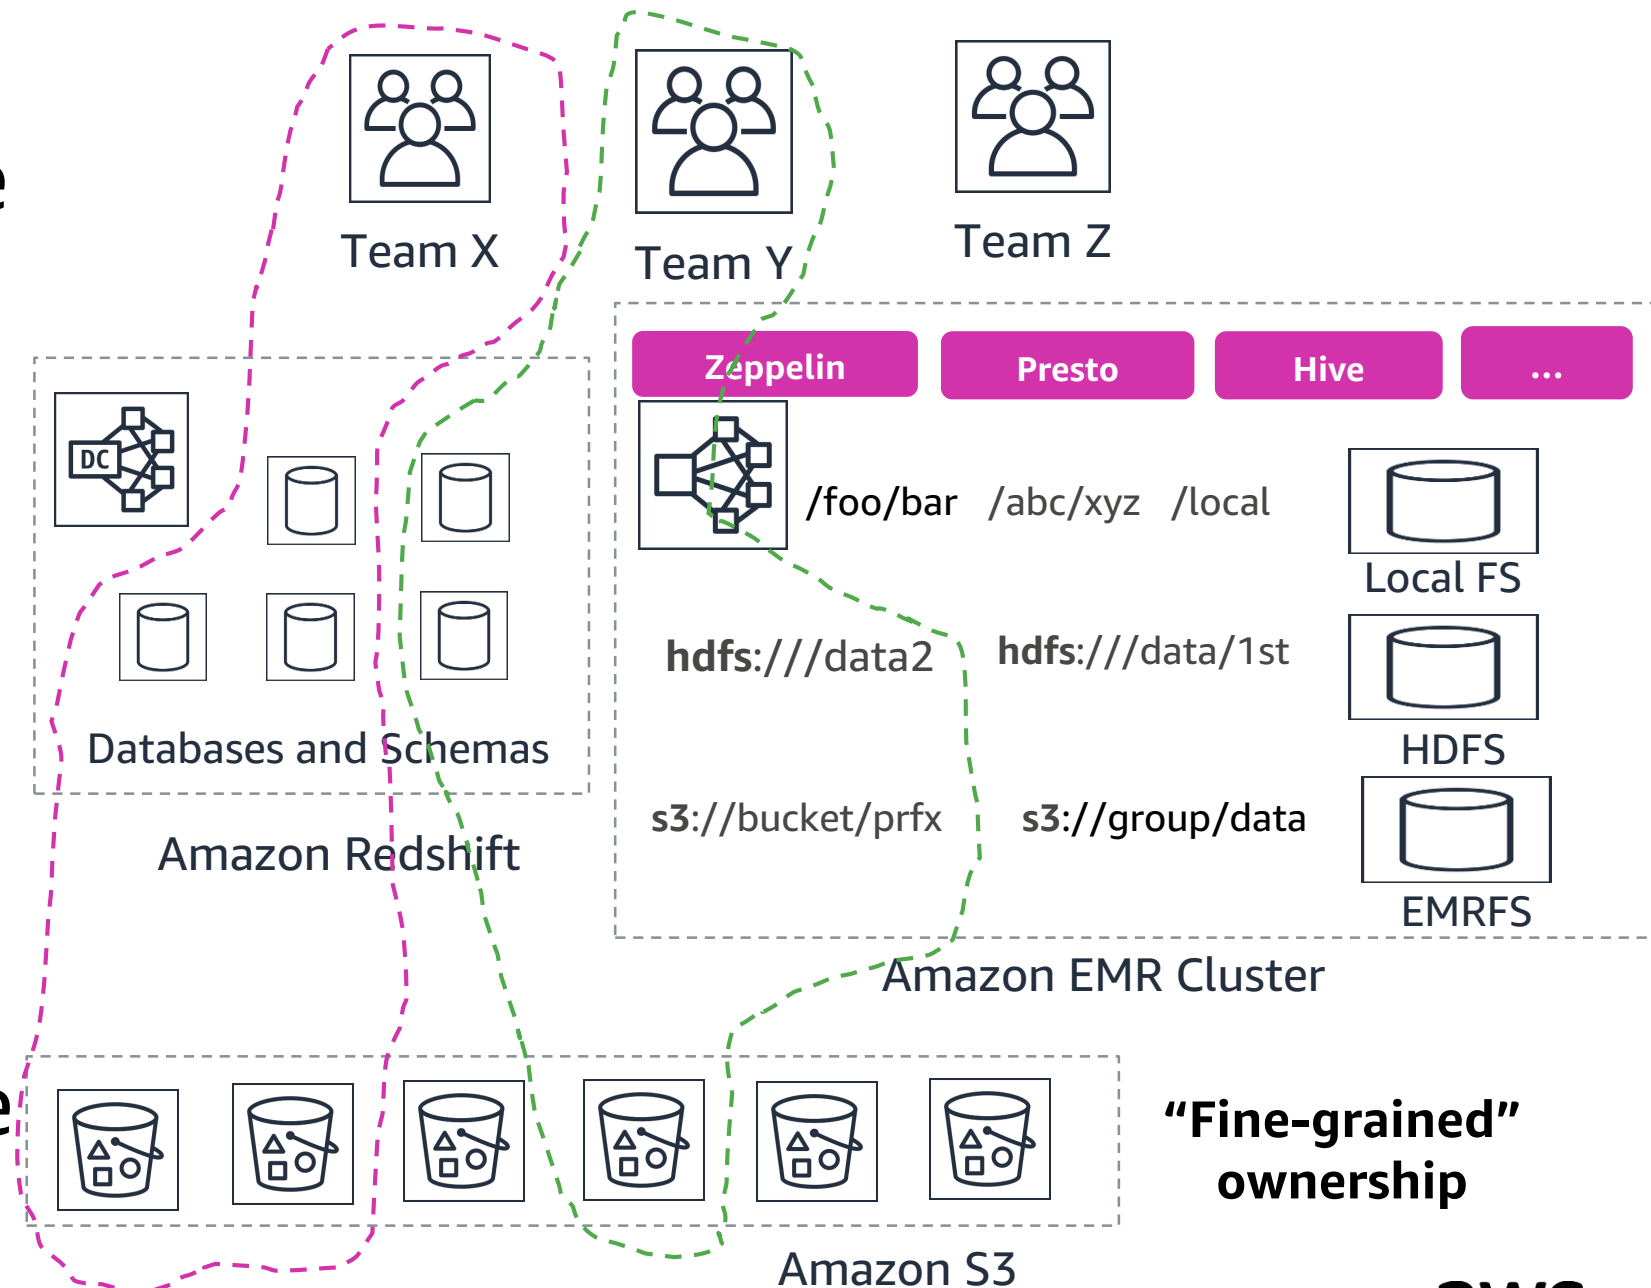 Team X
Team Y
Team Z
Zeppelin
Presto
Hive
...
DC
/foo/bar
/abc/xyz
/local
Local FS
hdfs:///data2
hdfs:///data/1st
HDFS
Databases and Schemas
s3://bucket/prfx
s3://group/data
Amazon Redshift
EMRFS
Amazon EMR Cluster
“Fine-grained”
ownership
Amazon S3